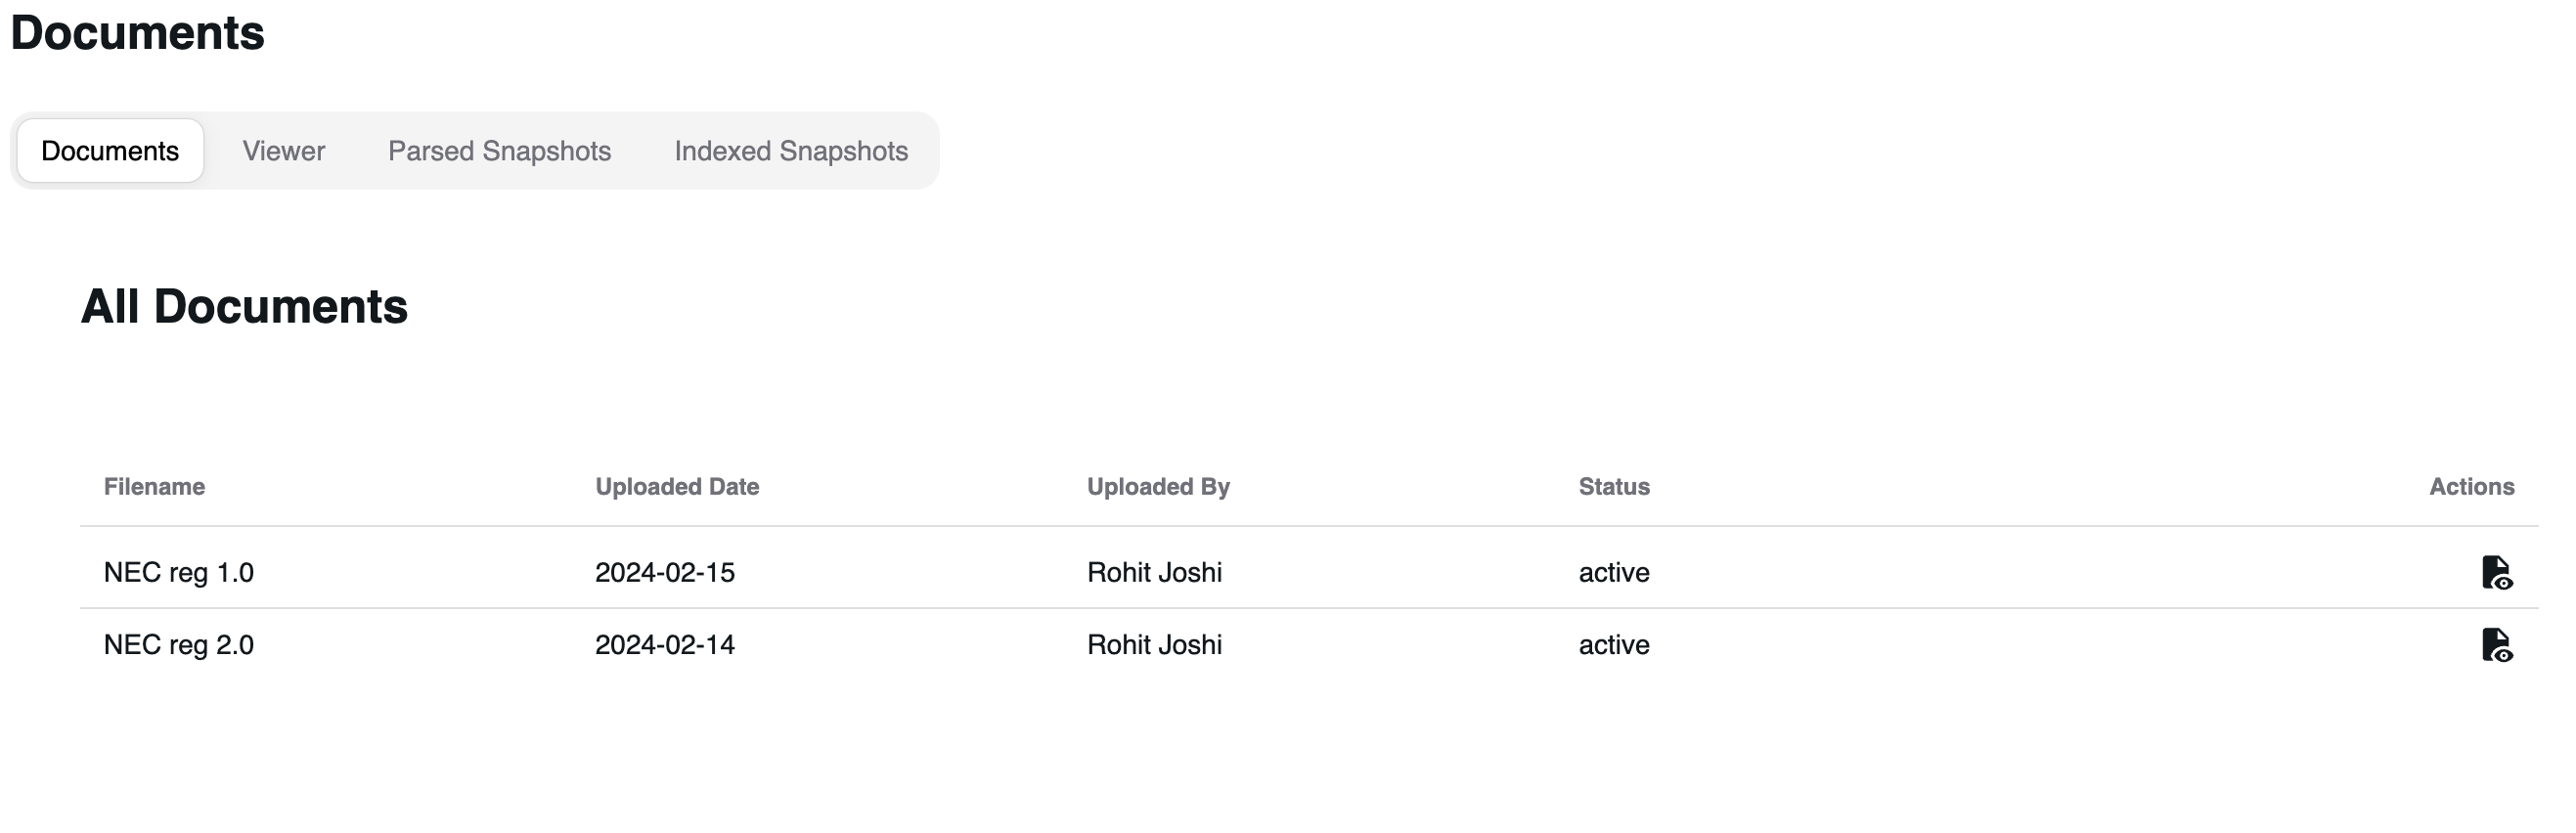 Documents
Documents Viewer Parsed Snapshots Indexed Snapshots
All Documents
Filename Uploaded Date Uploaded By Status Actions
NEC reg 1.0 2024-02-15 Rohit Joshi active
NEC reg 2.0 2024-02-14 Rohit Joshi active